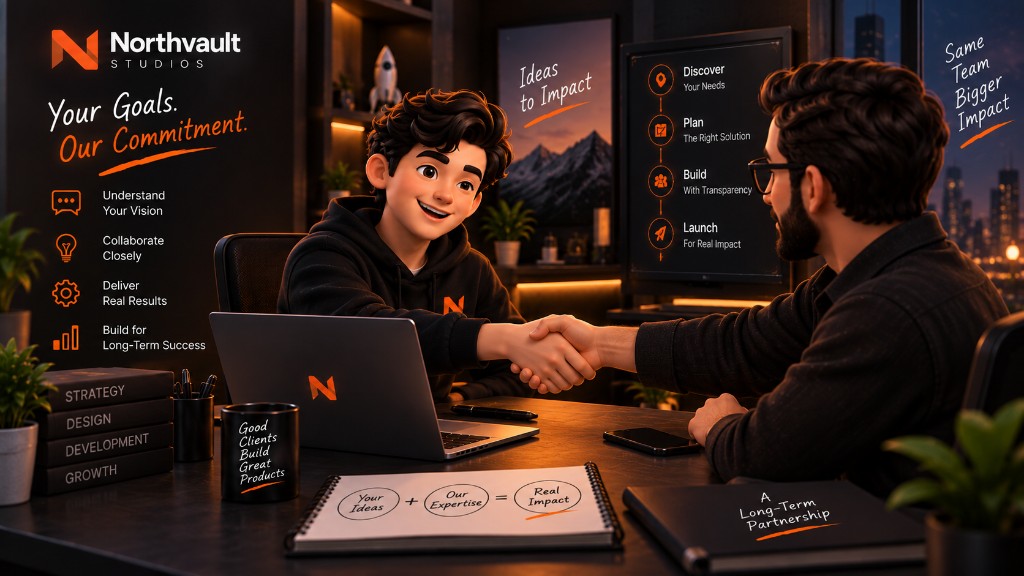 Northvault
STUDIOS
Your Goals.
Our Commitment.
Understand
Your Vision
Collaborate
Closely
Deliver
Real Results
Build for
Long-Term Success
Ideas
to Impact
Discover
Your Needs
Plan
The Right Solution
Build
With Transparency
Launch
For Real Impact
Same
Team
Bigger
Impact
STRATEGY
DESIGN
DEVELOPMENT
GROWTH
Good
Clients
Build
Great
Products
Your
Ideas
+
Our
Expertise
=
Real
Impact
A
Long-Term
Partnership